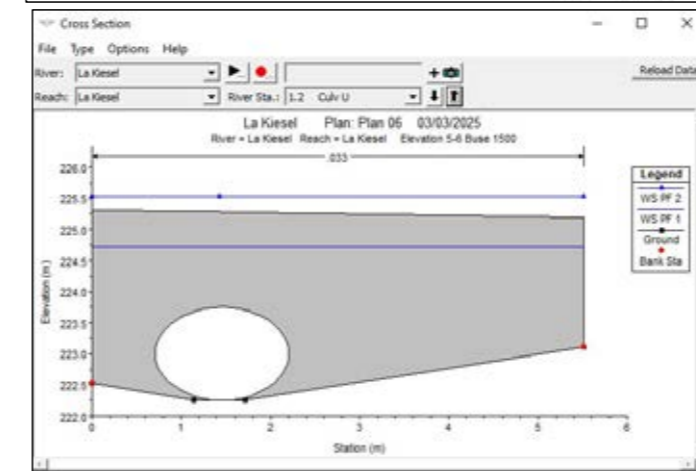 Cross Section
File Type Options Help
River: La Kiesel
Reload Data
Reach: La Kiesel River Sta.: 1.2 Culv U
La Kiesel Plan: Plan 06 03/03/2025
River = La Kiesel Reach = La Kiesel Elevation 5-6 Buse 1500
.033
226.0
225.5
225.0
224.5
224.0
223.5
223.0
222.5
222.0
Elevation (m)
0 1 2 3 4 5 6
Station (m)
Legend
WS PF 2
WS PF 1
Ground
Bank Sta